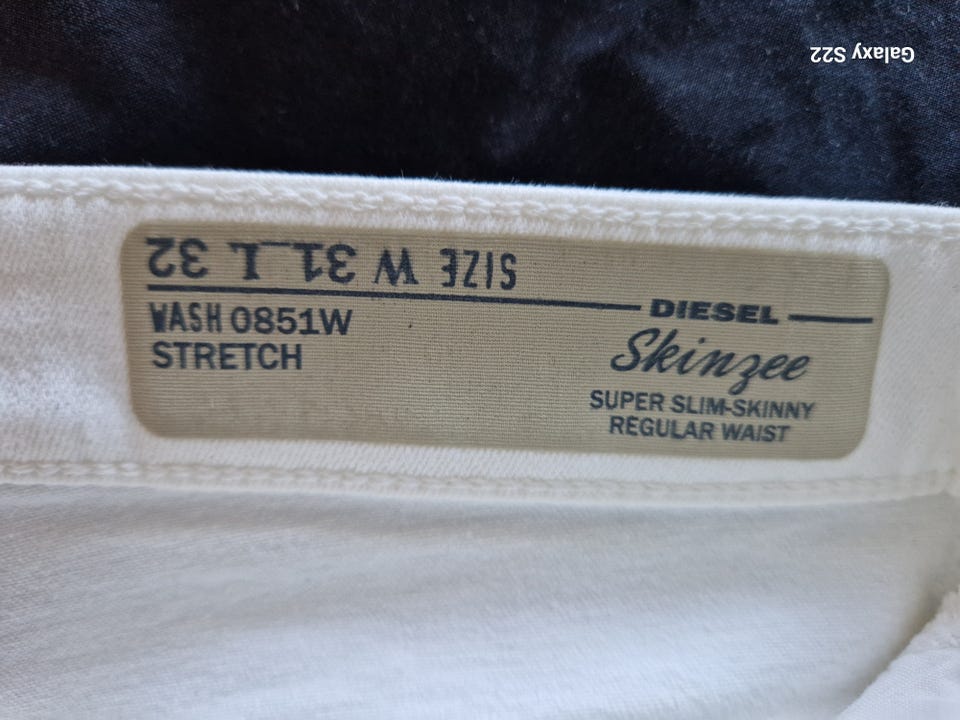 Galaxy S22
SIZE W 31 L 32
DIESEL
WASH 0851W
STRETCH
Skinzee
SUPER SLIM-SKINNY
REGULAR WAIST